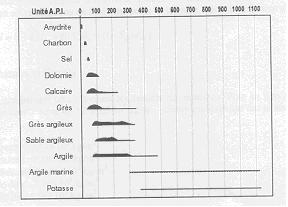 Unité A.P.I. 0 100 200 300 400 500 600 700 800 900 1000 1100
Anydrite
Charbon
Sel
Dolomie
Calcaire
Grès
Grès argileux
Sable argileux
Argile
Argile marine
Potasse